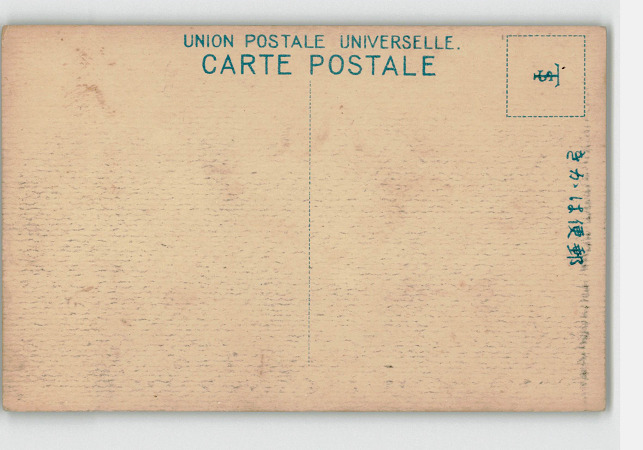 UNION POSTALE UNIVERSELLE.
CARTE POSTALE
きかは便郵